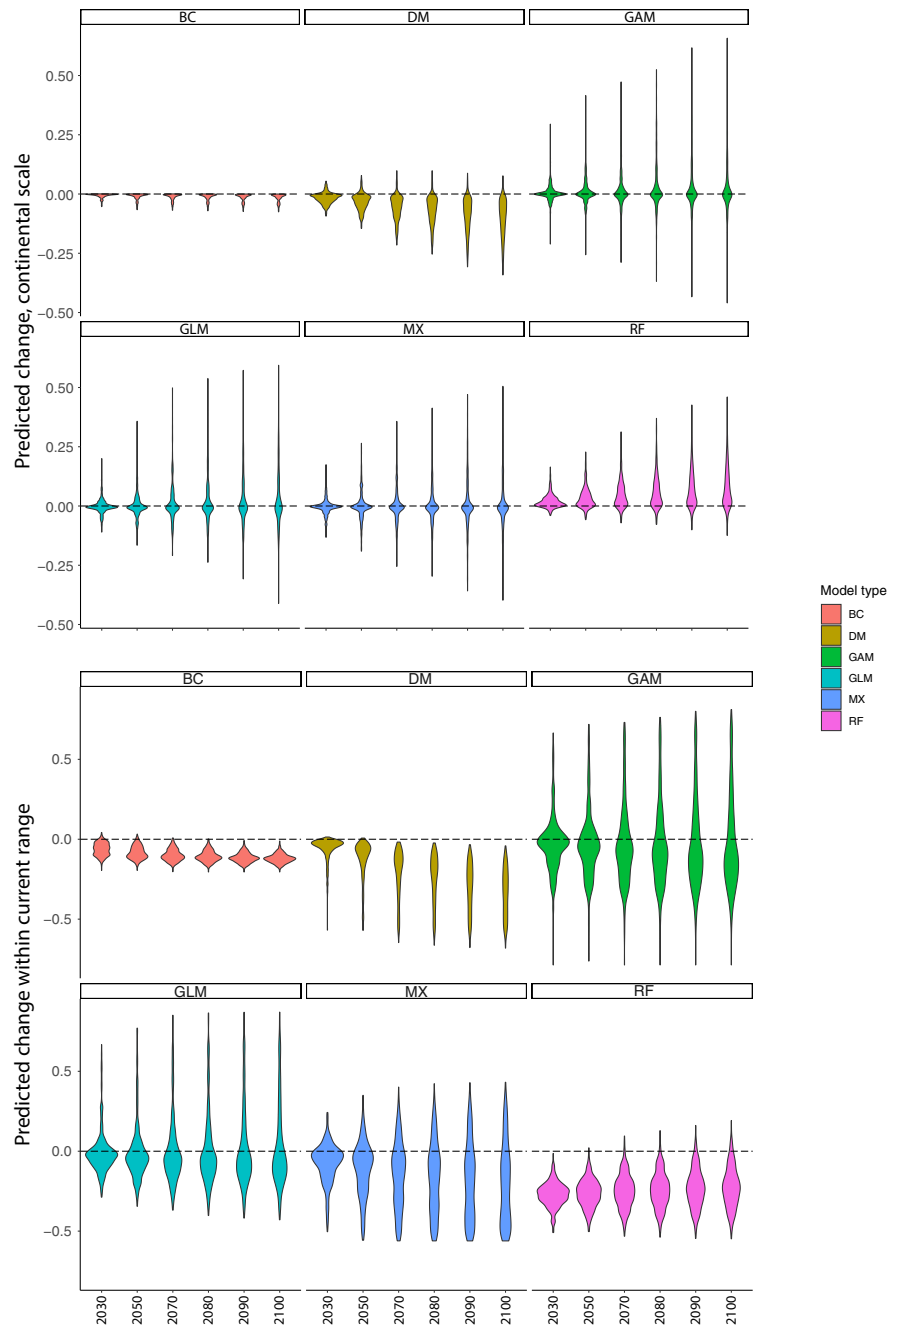 BC DM GAM
0.50
0.25
0.00
−0.25
−0.50
GLM MX RF
0.50
0.25
0.00
−0.25
−0.50
Predicted change, continental scale
Model type
BC
DM
GAM
GLM
MX
RF
BC DM GAM
0.5
0.0
−0.5
GLM MX RF
0.5
0.0
−0.5
Predicted change within current range
2030 2050 2070 2080 2090 2100 2030 2050 2070 2080 2090 2100 2030 2050 2070 2080 2090 2100